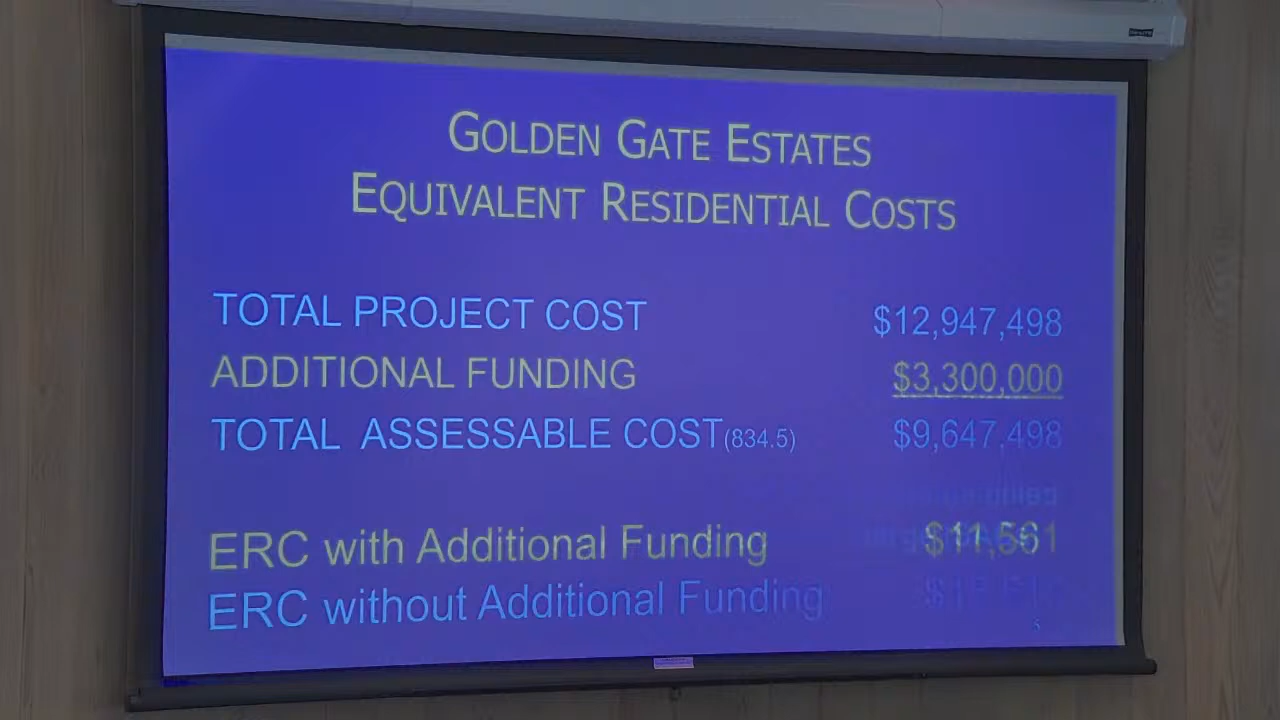 GOLDEN GATE ESTATES
EQUIVALENT RESIDENTIAL COSTS
TOTAL PROJECT COST $12,947,498
ADDITIONAL FUNDING $3,300,000
TOTAL ASSESSABLE COST(834.5) $9,647,498
ERC with Additional Funding $11,561
ERC without Additional Funding
5